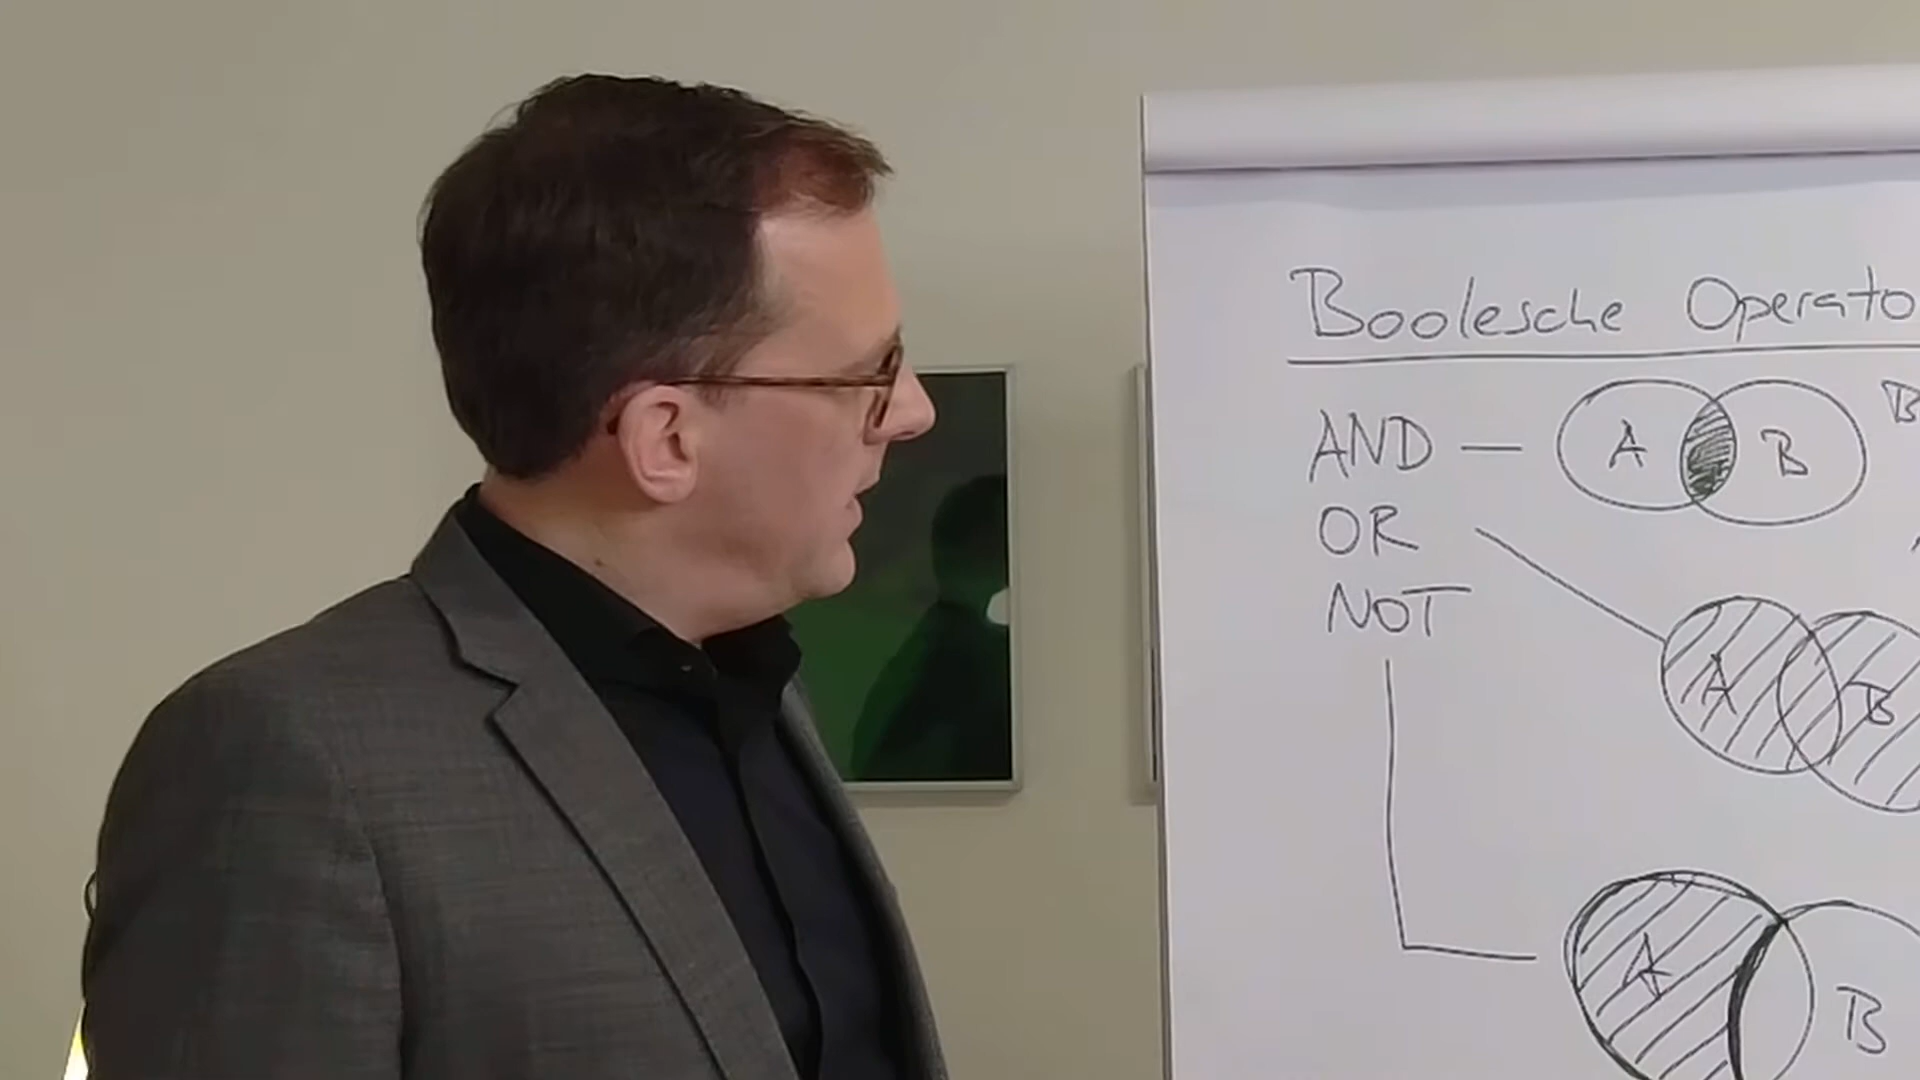 Boolesche Operato
AND — A B B
OR
NOT
A B
A B